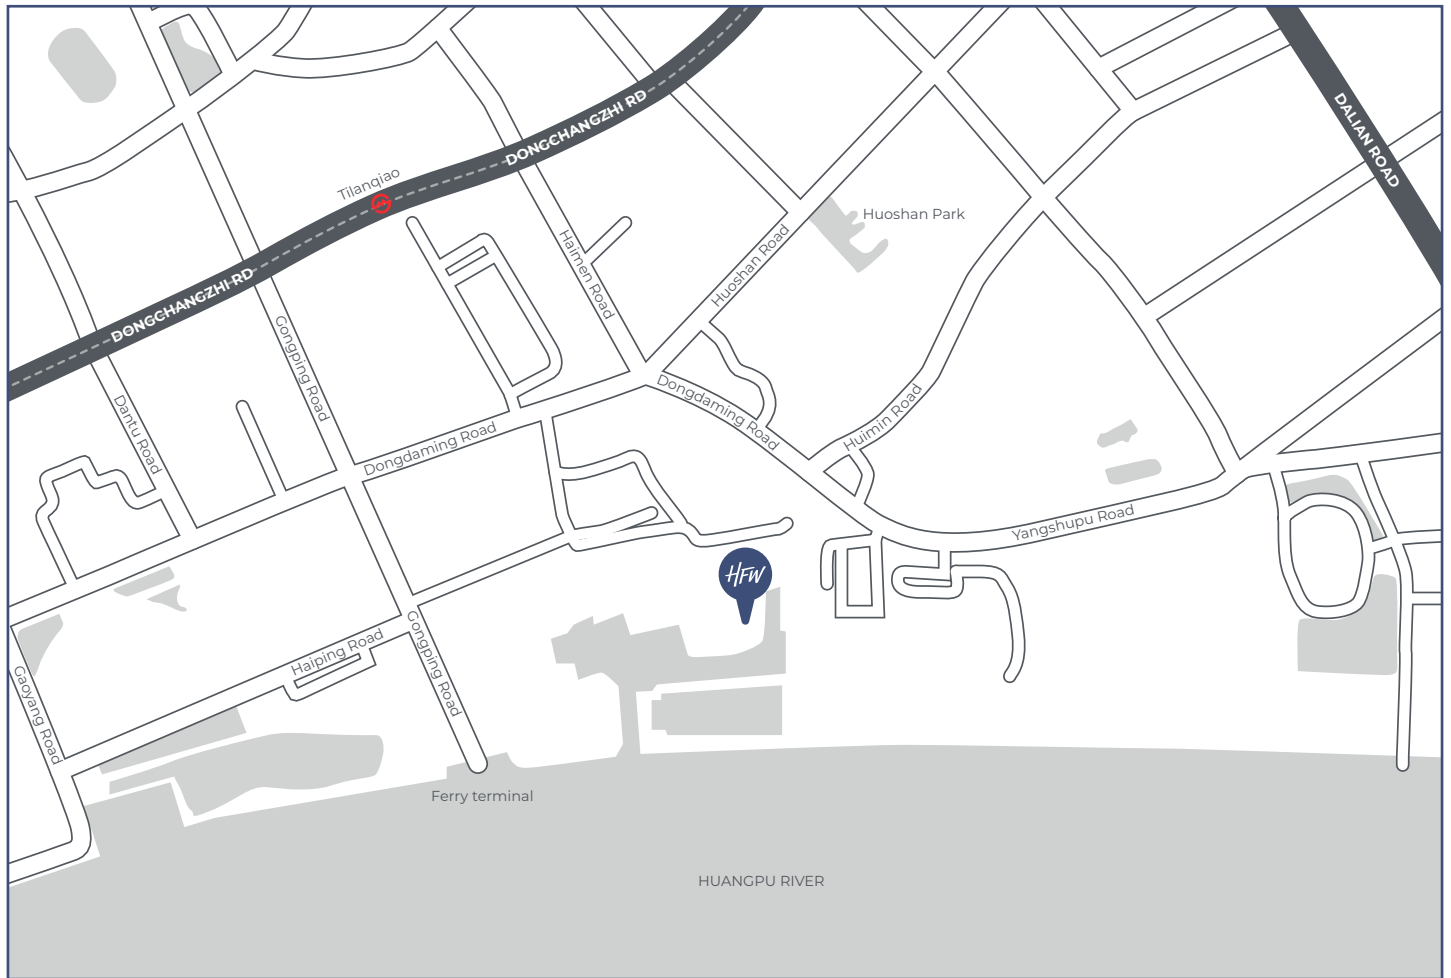 DALIAN ROAD
DONGCHANGZHI RD
Tilanqiao
Huoshan Park
Haimen Road
Huoshan Road
DONGCHANGZHI RD
Gongping Road
Dantu Road
Dongdaming Road
Huimin Road
Dongdaming Road
Yangshupu Road
HFW
Haiping Road
Gongping Road
Gaoyang Road
Ferry terminal
HUANGPU RIVER